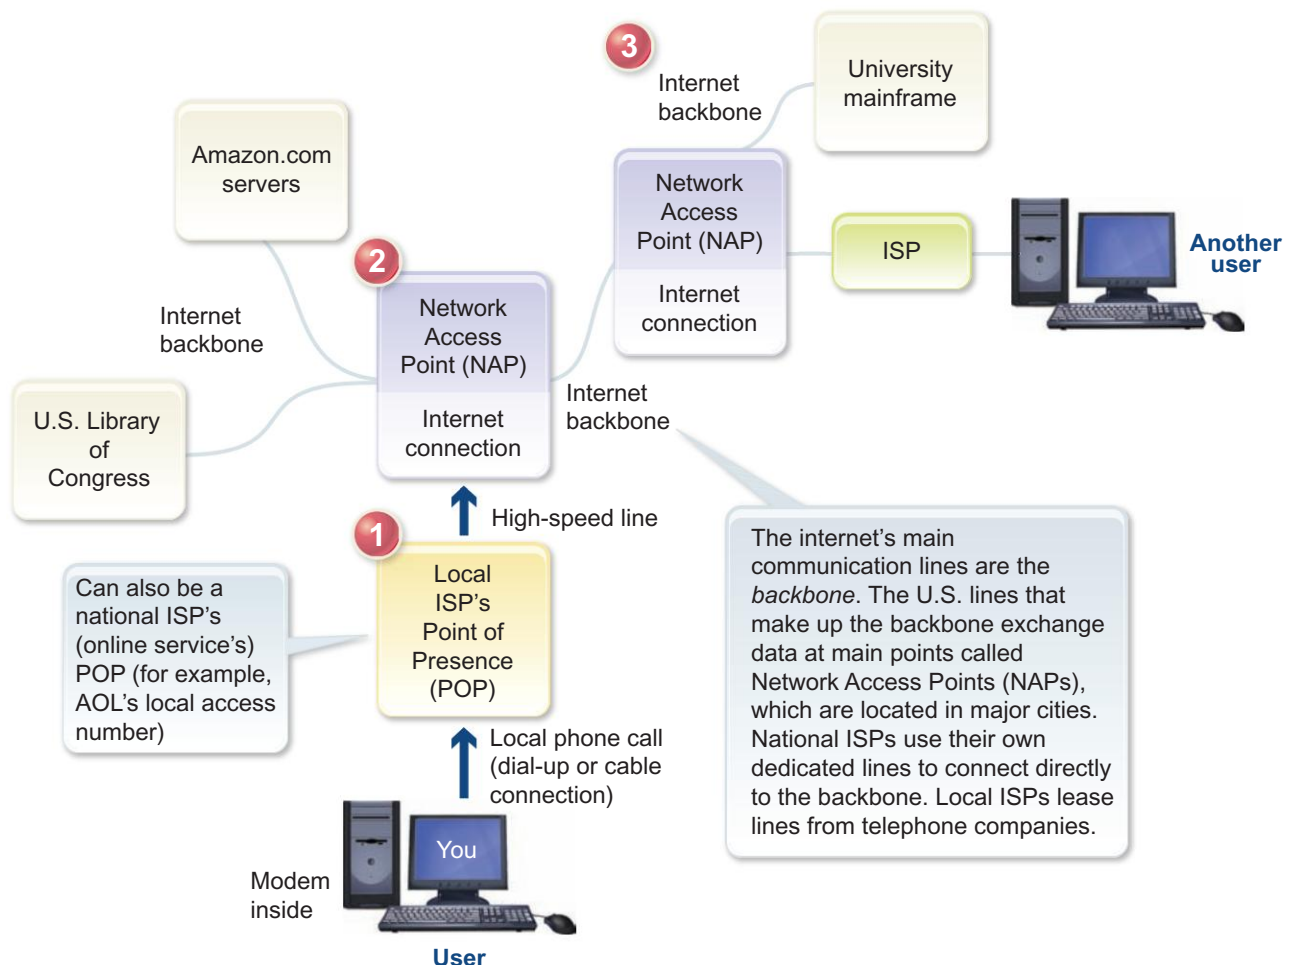 3
Internet
backbone
University
mainframe
Amazon.com
servers
Network
Access
Point (NAP)
Internet
connection
ISP
Another
user
2
Network
Access
Point (NAP)
Internet
connection
Internet
backbone
Internet
backbone
U.S. Library
of
Congress
High-speed line
1
Local
ISP’s
Point of
Presence
(POP)
Can also be a
national ISP’s
(online service’s)
POP (for example,
AOL’s local access
number)
The internet’s main
communication lines are the
backbone. The U.S. lines that
make up the backbone exchange
data at main points called
Network Access Points (NAPs),
which are located in major cities.
National ISPs use their own
dedicated lines to connect directly
to the backbone. Local ISPs lease
lines from telephone companies.
Local phone call
(dial-up or cable
connection)
You
Modem
inside
User